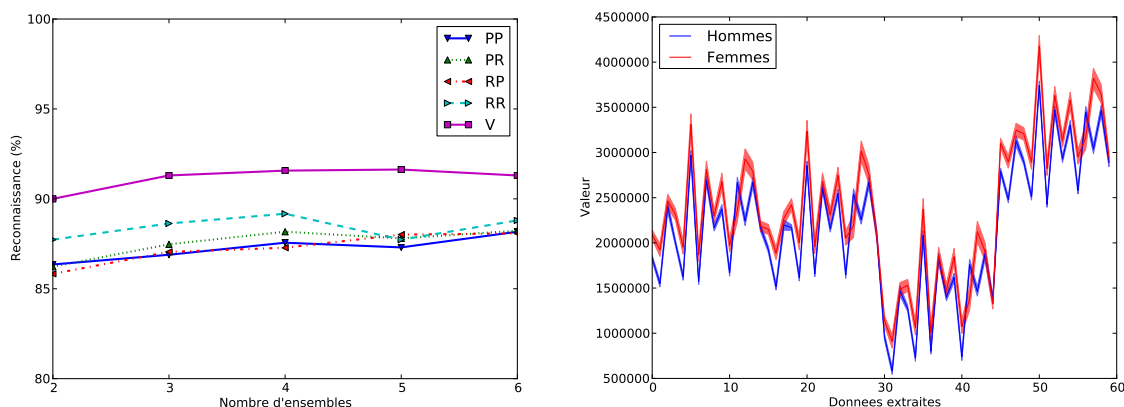 100
95
90
85
80
Reconnaissance (%)
2 3 4 5 6
Nombre d'ensembles
PP
PR
RP
RR
V
4500000
4000000
3500000
3000000
2500000
2000000
1500000
1000000
500000
Valeur
0 10 20 30 40 50 60
Donnees extraites
Hommes
Femmes